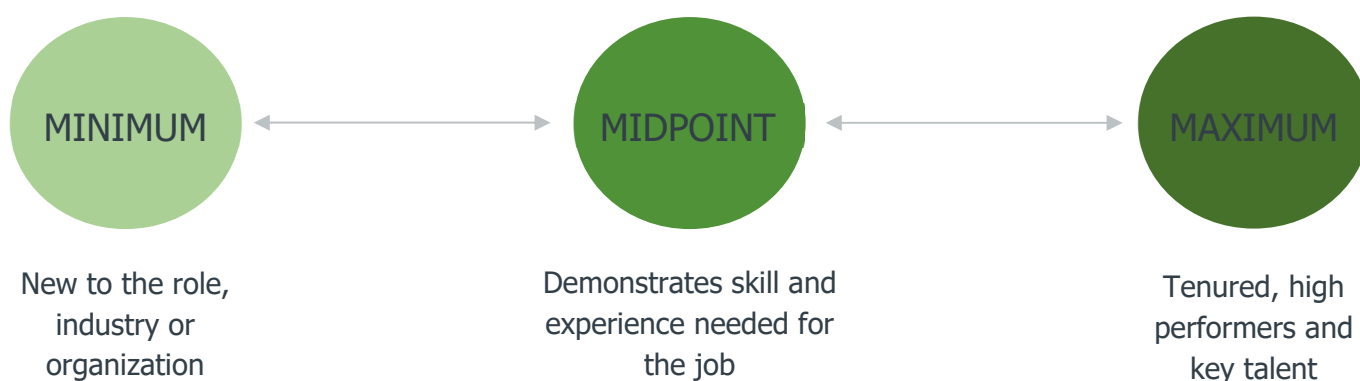 MINIMUM
MIDPOINT
MAXIMUM
New to the role,
industry or
organization
Demonstrates skill and
experience needed for
the job
Tenured, high
performers and
key talent